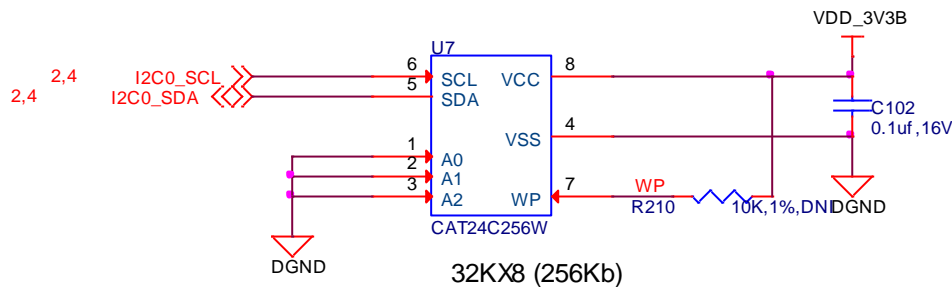 VDD_3V3B
U7
2,4 I2C0_SCL 6 SCL VCC 8
2,4 I2C0_SDA 5 SDA
C102
0.1uf,16V
VSS 4
1 A0
2 A1
3 A2 WP 7 WP
R210 10K,1%,DNI
DGND
CAT24C256W
DGND
32KX8 (256Kb)